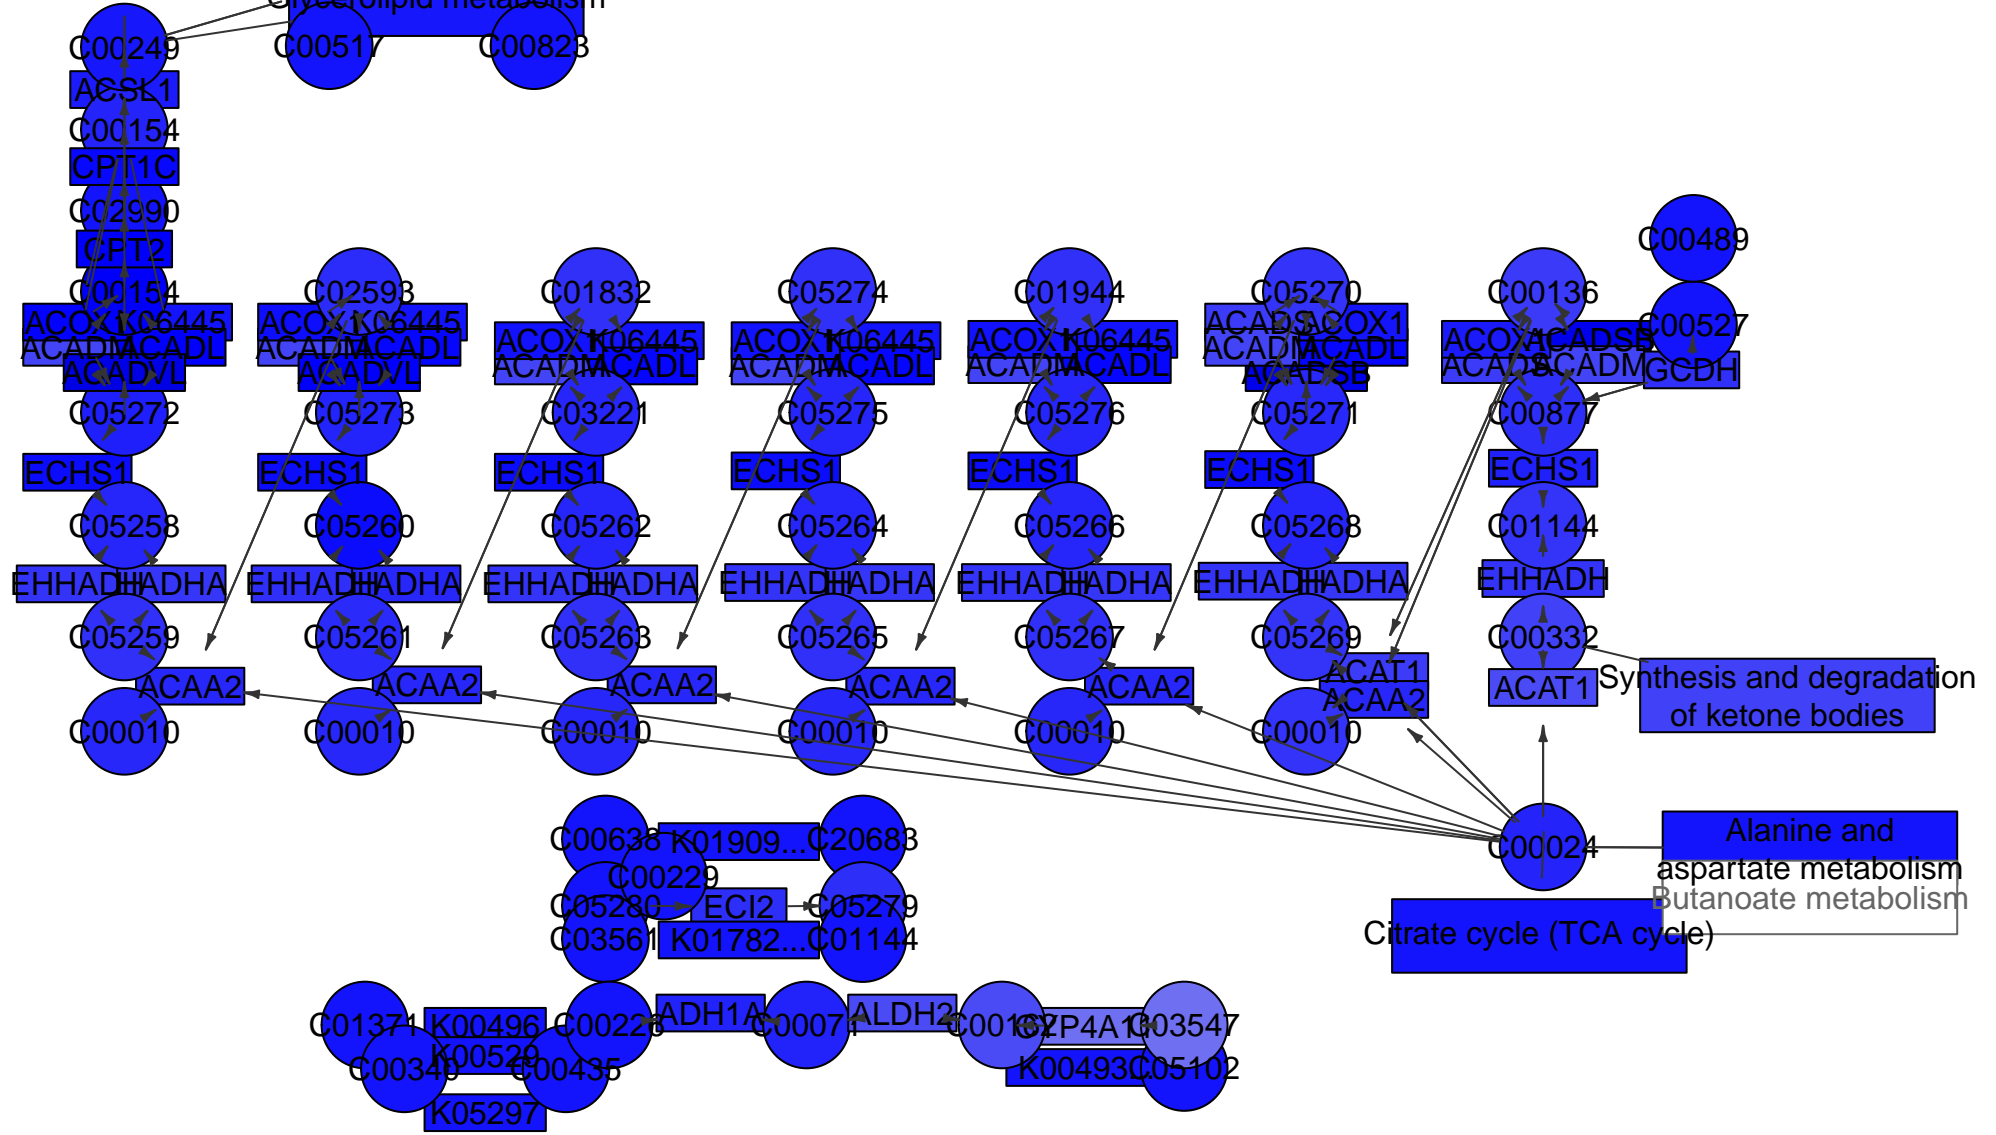 Glycerolipid metabolism
C00249
C00517
C00823
ACSL1
C00154
CPT1C
C02990
CPT2
C00489
C00154
C02593
C01832
C05274
C01944
C05270
C00136
C00527
ACOX1
K06445
ACADM
ACADL
ACADVL
ACOX1
K06445
ACADM
ACADL
ACADVL
ACOX1
K06445
ACADM
ACADL
ACOX1
K06445
ACADM
ACADL
ACOX1
K06445
ACADM
ACADL
ACADS
ACOX1
ACADM
ACADL
ACADSB
ACOX1
ACADSB
ACADS
ACADM
GCDH
C05272
C05273
C03221
C05275
C05276
C05271
C00877
ECHS1
ECHS1
ECHS1
ECHS1
ECHS1
ECHS1
ECHS1
C05258
C05260
C05262
C05264
C05266
C05268
C01144
EHHADH
HADHA
EHHADH
HADHA
EHHADH
HADHA
EHHADH
HADHA
EHHADH
HADHA
EHHADH
HADHA
EHHADH
C05259
C05261
C05263
C05265
C05267
C05269
C00332
ACAA2
ACAA2
ACAA2
ACAA2
ACAA2
ACAT1
ACAA2
ACAT1
Synthesis and degradation
of ketone bodies
C00010
C00010
C00010
C00010
C00010
C00010
C00638
K01909...
C20683
C00229
C05280
ECI2
C05279
C03561
K01782...
C01144
C00024
Alanine and
aspartate metabolism
Butanoate metabolism
Citrate cycle (TCA cycle)
C01371
K00496
C00226
ADH1A
C00071
ALDH2
C00162
C03547
K00529
C00340
C00435
K00493...
C05102
K05297